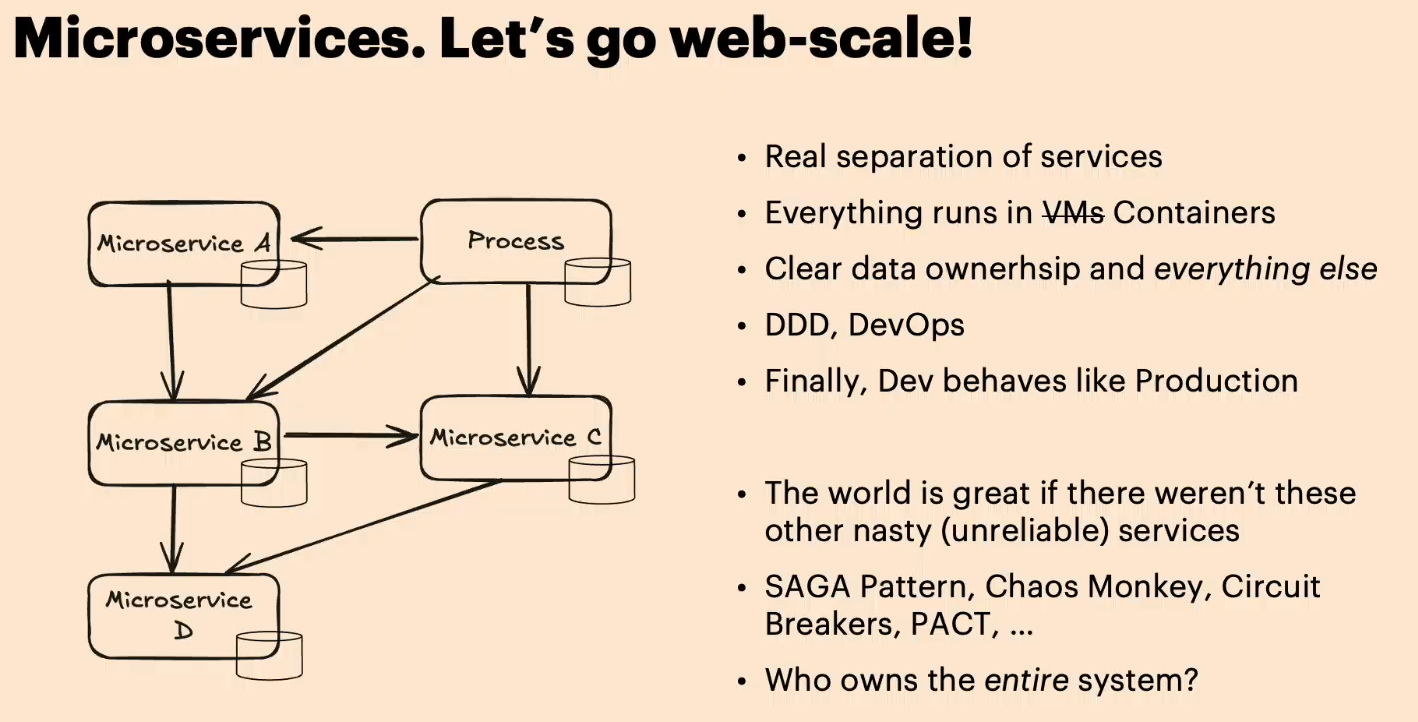 Microservices. Let's go web-scale!
Microservice A
Process
Microservice B
Microservice C
Microservice
D
• Real separation of services
• Everything runs in VMs Containers
• Clear data ownerhsip and everything else
• DDD, DevOps
• Finally, Dev behaves like Production
• The world is great if there weren't these
other nasty (unreliable) services
• SAGA Pattern, Chaos Monkey, Circuit
Breakers, PACT, ...
• Who owns the entire system?